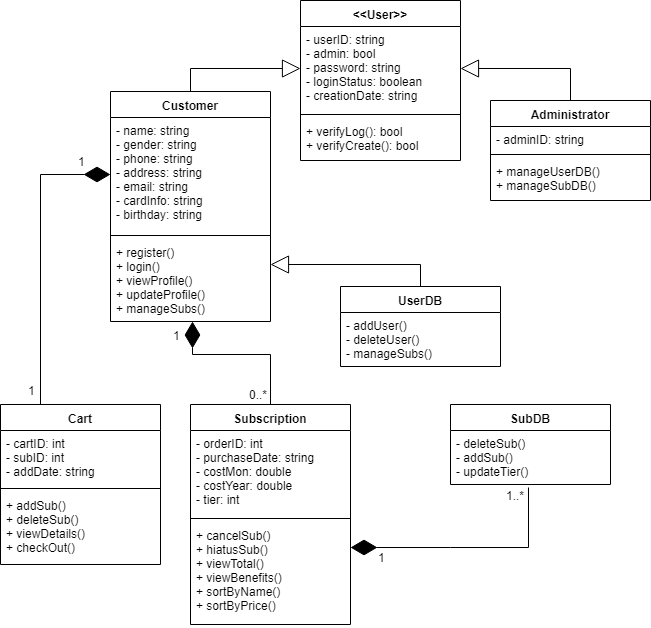 <<User>>
- userID: string
- admin: bool
- password: string
- loginStatus: boolean
- creationDate: string
+ verifyLog(): bool
+ verifyCreate(): bool
Customer
- name: string
- gender: string
- phone: string
- address: string
- email: string
- cardInfo: string
- birthday: string
+ register()
+ login()
+ viewProfile()
+ updateProfile()
+ manageSubs()
Administrator
- adminID: string
+ manageUserDB()
+ manageSubDB()
1
UserDB
- addUser()
- deleteUser()
- manageSubs()
1
1
0..*
Cart
- cartID: int
- subID: int
- addDate: string
+ addSub()
+ deleteSub()
+ viewDetails()
+ checkOut()
Subscription
- orderID: int
- purchaseDate: string
- costMon: double
- costYear: double
- tier: int
+ cancelSub()
+ hiatusSub()
+ viewTotal()
+ viewBenefits()
+ sortByName()
+ sortByPrice()
SubDB
- deleteSub()
- addSub()
- updateTier()
1..*
1